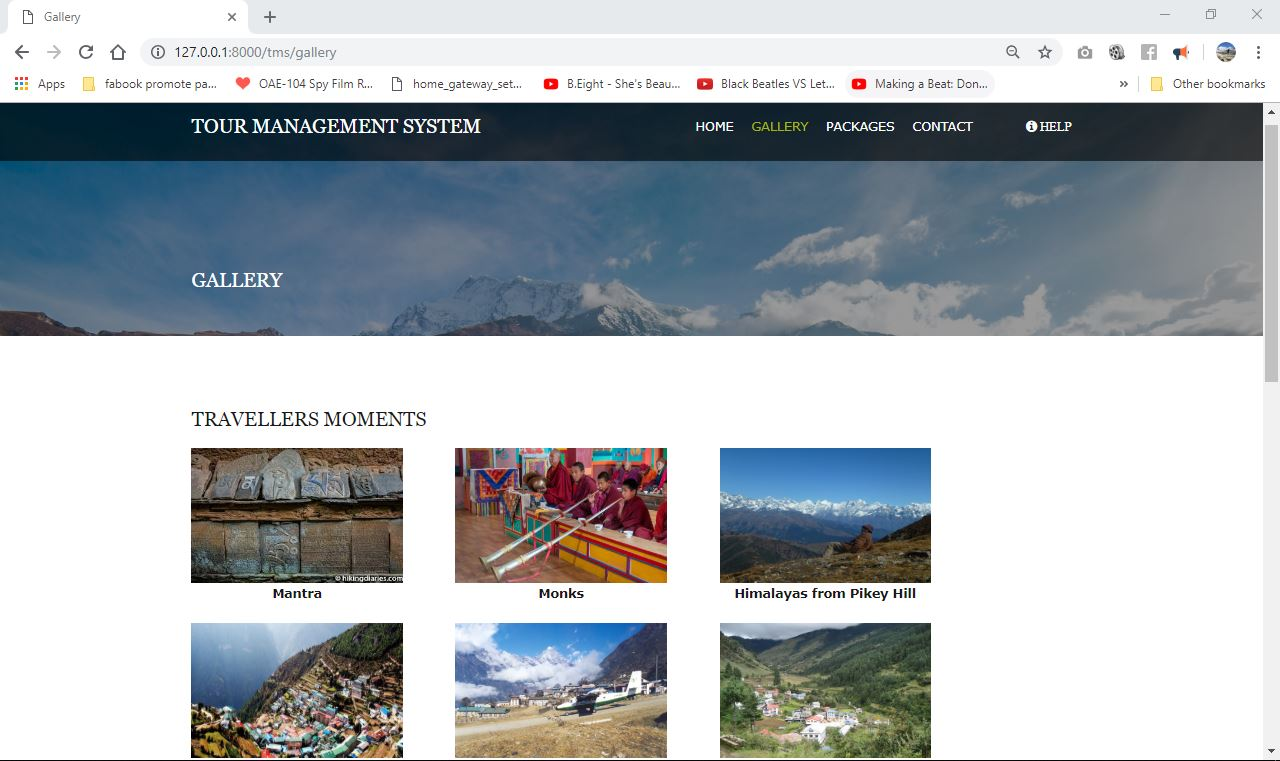 Gallery
127.0.0.1:8000/tms/gallery
Apps fabook promote pa... OAE-104 Spy Film R... home_gateway_set... B.Eight - She's Beau... Black Beatles VS Let... Making a Beat: Don... » Other bookmarks
TOUR MANAGEMENT SYSTEM HOME GALLERY PACKAGES CONTACT HELP
GALLERY
TRAVELLERS MOMENTS
© hikingdiaries.com
Mantra Monks Himalayas from Pikey Hill